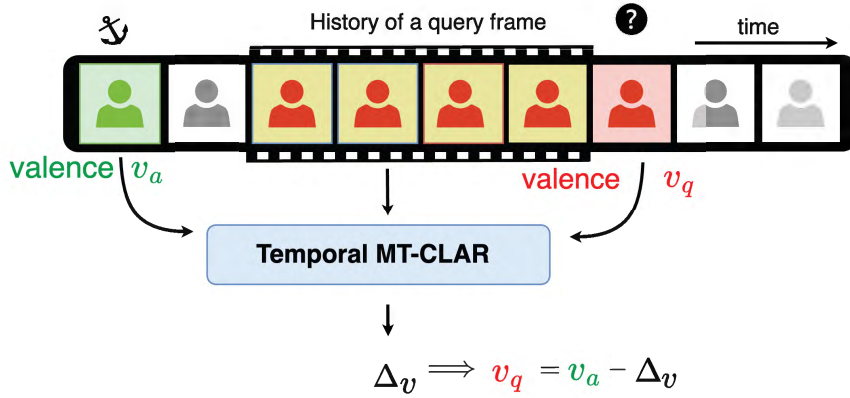 History of a query frame
?
time
valence v_a
valence v_q
Temporal MT-CLAR
Δ_v ⟹ v_q = v_a − Δ_v